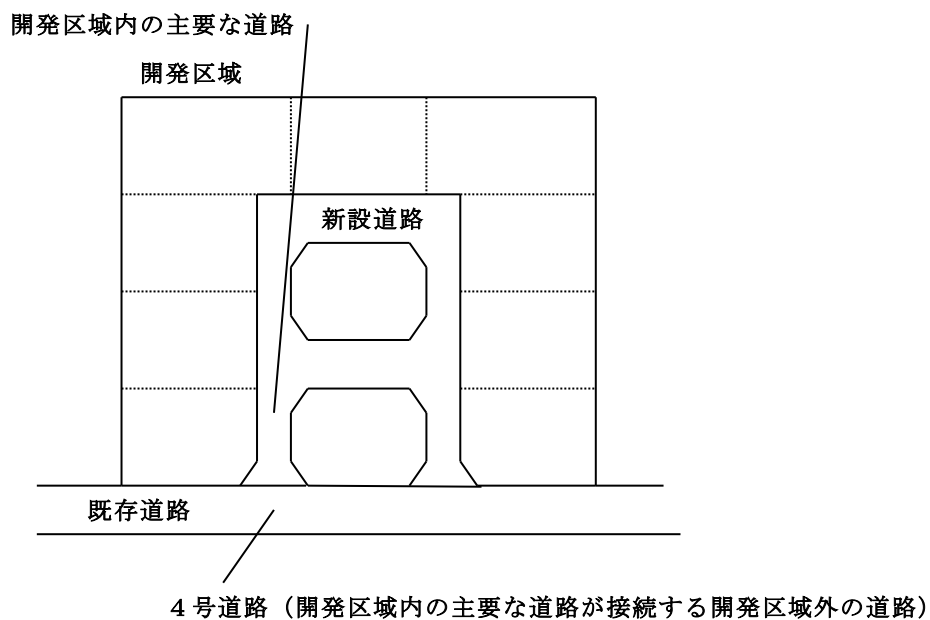 開発区域内の主要な道路
開発区域
新設道路
既存道路
４号道路（開発区域内の主要な道路が接続する開発区域外の道路）